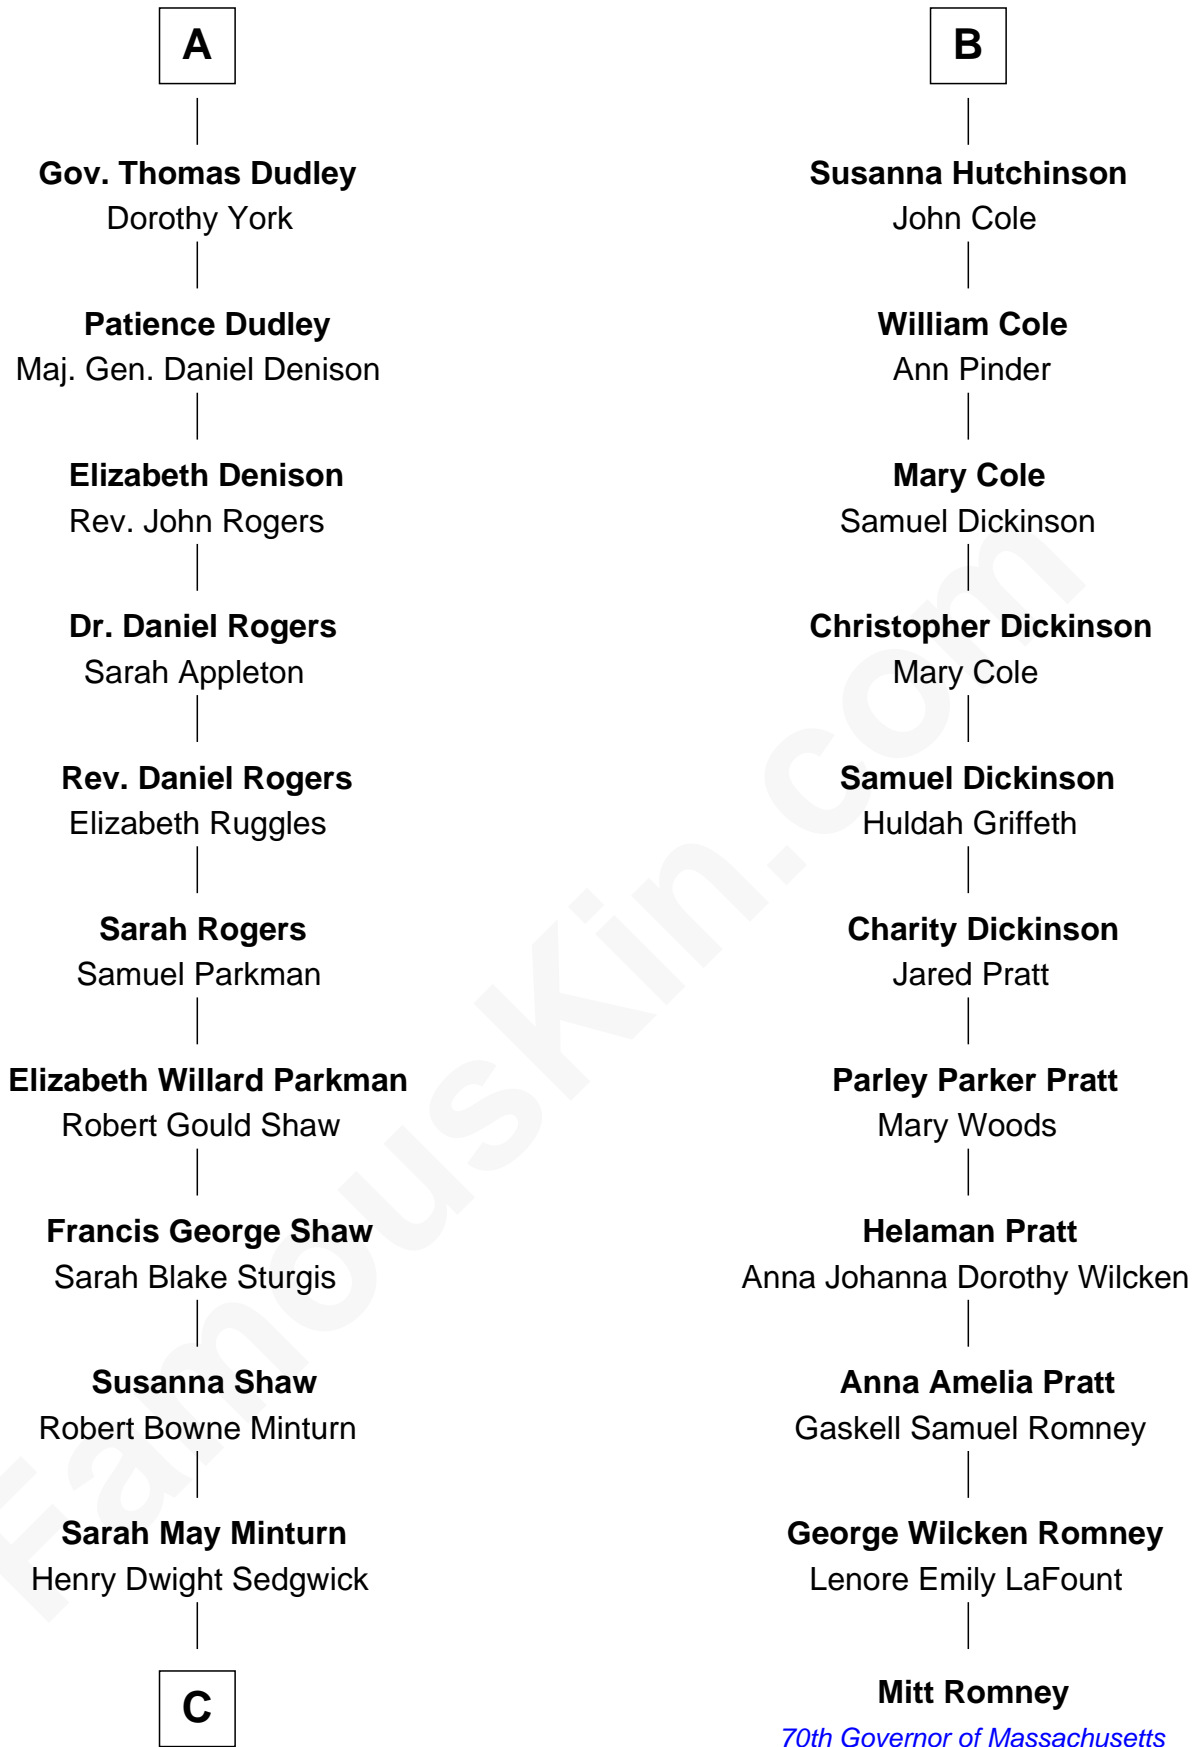 A
Gov. Thomas Dudley
Dorothy York
Patience Dudley
Maj. Gen. Daniel Denison
Elizabeth Denison
Rev. John Rogers
Dr. Daniel Rogers
Sarah Appleton
Rev. Daniel Rogers
Elizabeth Ruggles
Sarah Rogers
Samuel Parkman
Elizabeth Willard Parkman
Robert Gould Shaw
Francis George Shaw
Sarah Blake Sturgis
Susanna Shaw
Robert Bowne Minturn
Sarah May Minturn
Henry Dwight Sedgwick
C
B
Susanna Hutchinson
John Cole
William Cole
Ann Pinder
Mary Cole
Samuel Dickinson
Christopher Dickinson
Mary Cole
Samuel Dickinson
Huldah Griffeth
Charity Dickinson
Jared Pratt
Parley Parker Pratt
Mary Woods
Helaman Pratt
Anna Johanna Dorothy Wilcken
Anna Amelia Pratt
Gaskell Samuel Romney
George Wilcken Romney
Lenore Emily LaFount
Mitt Romney
70th Governor of Massachusetts
FamousKin.com